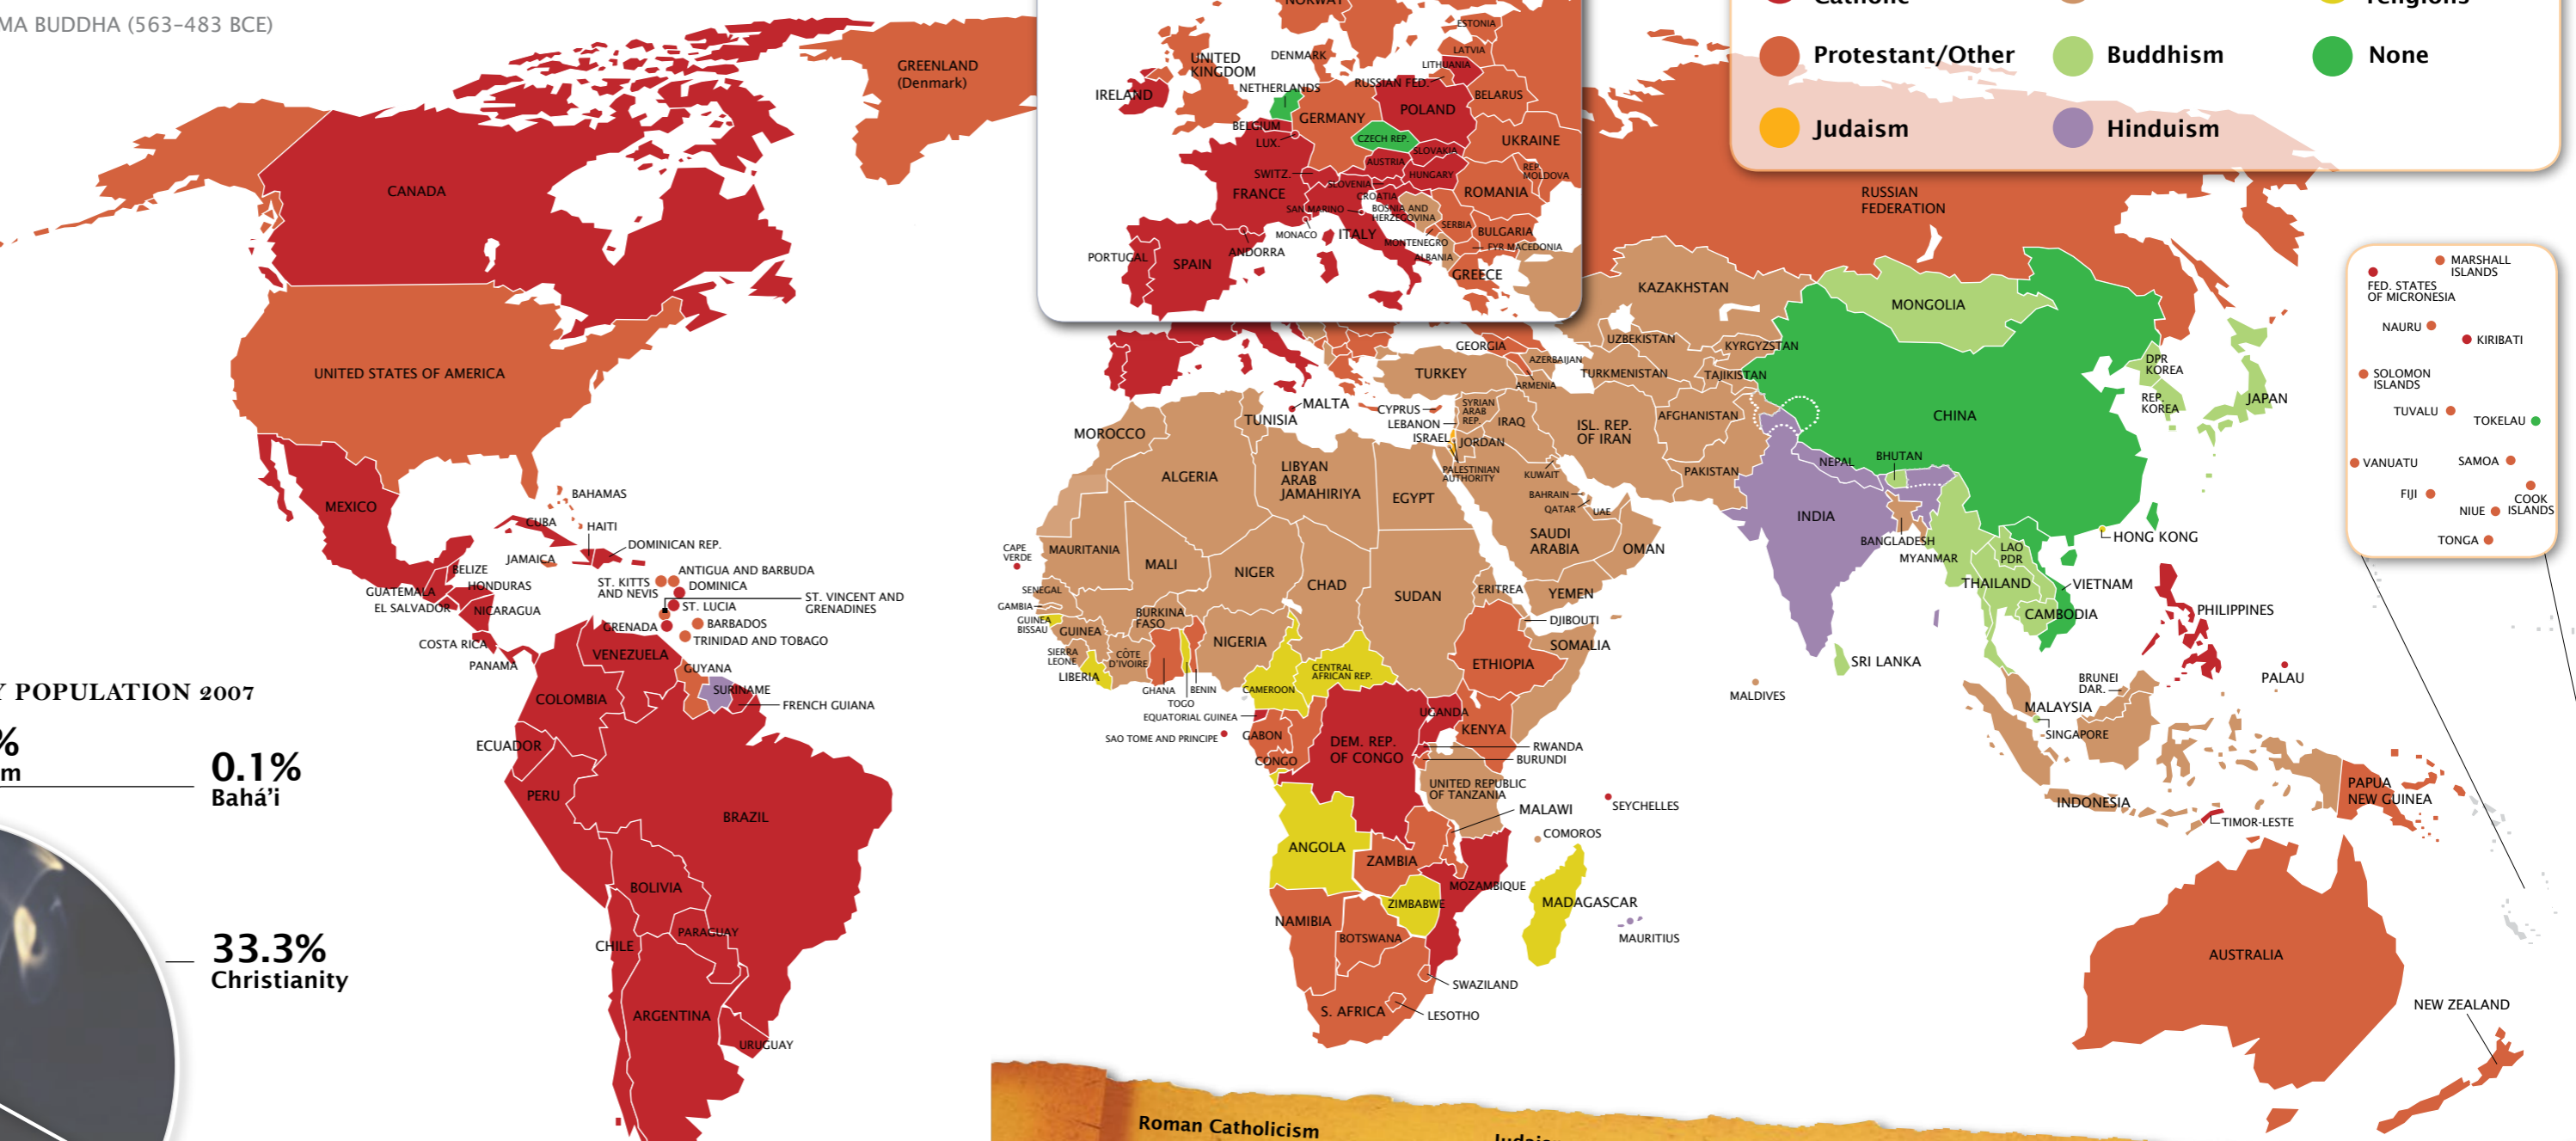 MA BUDDHA (563–483 BCE)
Catholic
religions
Protestant/Other
Buddhism
None
Judaism
Hinduism
NORWAY
ESTONIA
LATVIA
LITHUANIA
DENMARK
UNITED
KINGDOM
NETHERLANDS
RUSSIAN FED.
IRELAND
POLAND
BELARUS
GERMANY
BELGIUM
LUX.
CZECH REP.
UKRAINE
SLOVAKIA
AUSTRIA
SWITZ.
HUNGARY
REP.
MOLDOVA
SLOVENIA
FRANCE
CROATIA
ROMANIA
SAN MARINO
BOSNIA AND
HERZEGOVINA
SERBIA
BULGARIA
MONACO
ITALY
MONTENEGRO
FYR MACEDONIA
ANDORRA
ALBANIA
PORTUGAL
SPAIN
GREECE
GREENLAND
(Denmark)
CANADA
UNITED STATES OF AMERICA
MEXICO
BAHAMAS
CUBA
HAITI
DOMINICAN REP.
JAMAICA
BELIZE
ANTIGUA AND BARBUDA
ST. KITTS
AND NEVIS
DOMINICA
GUATEMALA
HONDURAS
ST. VINCENT AND
GRENADINES
EL SALVADOR
NICARAGUA
ST. LUCIA
GRENADA
BARBADOS
TRINIDAD AND TOBAGO
COSTA RICA
PANAMA
VENEZUELA
GUYANA
SURINAME
FRENCH GUIANA
COLOMBIA
ECUADOR
PERU
BRAZIL
BOLIVIA
PARAGUAY
CHILE
ARGENTINA
URUGUAY
Y POPULATION 2007
%
m
0.1%
Bahá’i
33.3%
Christianity
RUSSIAN
FEDERATION
KAZAKHSTAN
MONGOLIA
GEORGIA
UZBEKISTAN
KYRGYZSTAN
AZERBAIJAN
TURKEY
ARMENIA
TURKMENISTAN
TAJIKISTAN
DPR
KOREA
REP.
KOREA
JAPAN
CHINA
MALTA
TUNISIA
CYPRUS
LEBANON
SYRIAN
ARAB
REP.
IRAQ
ISL. REP.
OF IRAN
AFGHANISTAN
ISRAEL
JORDAN
MOROCCO
PALESTINIAN
AUTHORITY
KUWAIT
PAKISTAN
NEPAL
BHUTAN
ALGERIA
LIBYAN
ARAB
JAMAHIRIYA
EGYPT
BAHRAIN
QATAR
UAE
INDIA
SAUDI
ARABIA
OMAN
BANGLADESH
MYANMAR
LAO
PDR
HONG KONG
CAPE
VERDE
MAURITANIA
MALI
NIGER
CHAD
SUDAN
ERITREA
YEMEN
THAILAND
VIETNAM
CAMBODIA
PHILIPPINES
SENEGAL
GAMBIA
GUINEA
BISSAU
GUINEA
BURKINA
FASO
NIGERIA
DJIBOUTI
SOMALIA
SIERRA
LEONE
CÔTE
D’IVOIRE
LIBERIA
GHANA
TOGO
BENIN
CAMEROON
CENTRAL
AFRICAN REP.
ETHIOPIA
SRI LANKA
MALDIVES
BRUNEI
DAR.
MALAYSIA
SINGAPORE
PALAU
EQUATORIAL GUINEA
SAO TOME AND PRINCIPE
GABON
CONGO
DEM. REP.
OF CONGO
UGANDA
KENYA
RWANDA
BURUNDI
UNITED REPUBLIC
OF TANZANIA
MALAWI
SEYCHELLES
COMOROS
INDONESIA
TIMOR-LESTE
PAPUA
NEW GUINEA
ANGOLA
ZAMBIA
MOZAMBIQUE
ZIMBABWE
MADAGASCAR
MAURITIUS
NAMIBIA
BOTSWANA
SWAZILAND
S. AFRICA
LESOTHO
AUSTRALIA
NEW ZEALAND
MARSHALL
ISLANDS
FED. STATES
OF MICRONESIA
NAURU
KIRIBATI
SOLOMON
ISLANDS
TUVALU
TOKELAU
VANUATU
SAMOA
FIJI
COOK
ISLANDS
NIUE
TONGA
Roman Catholicism